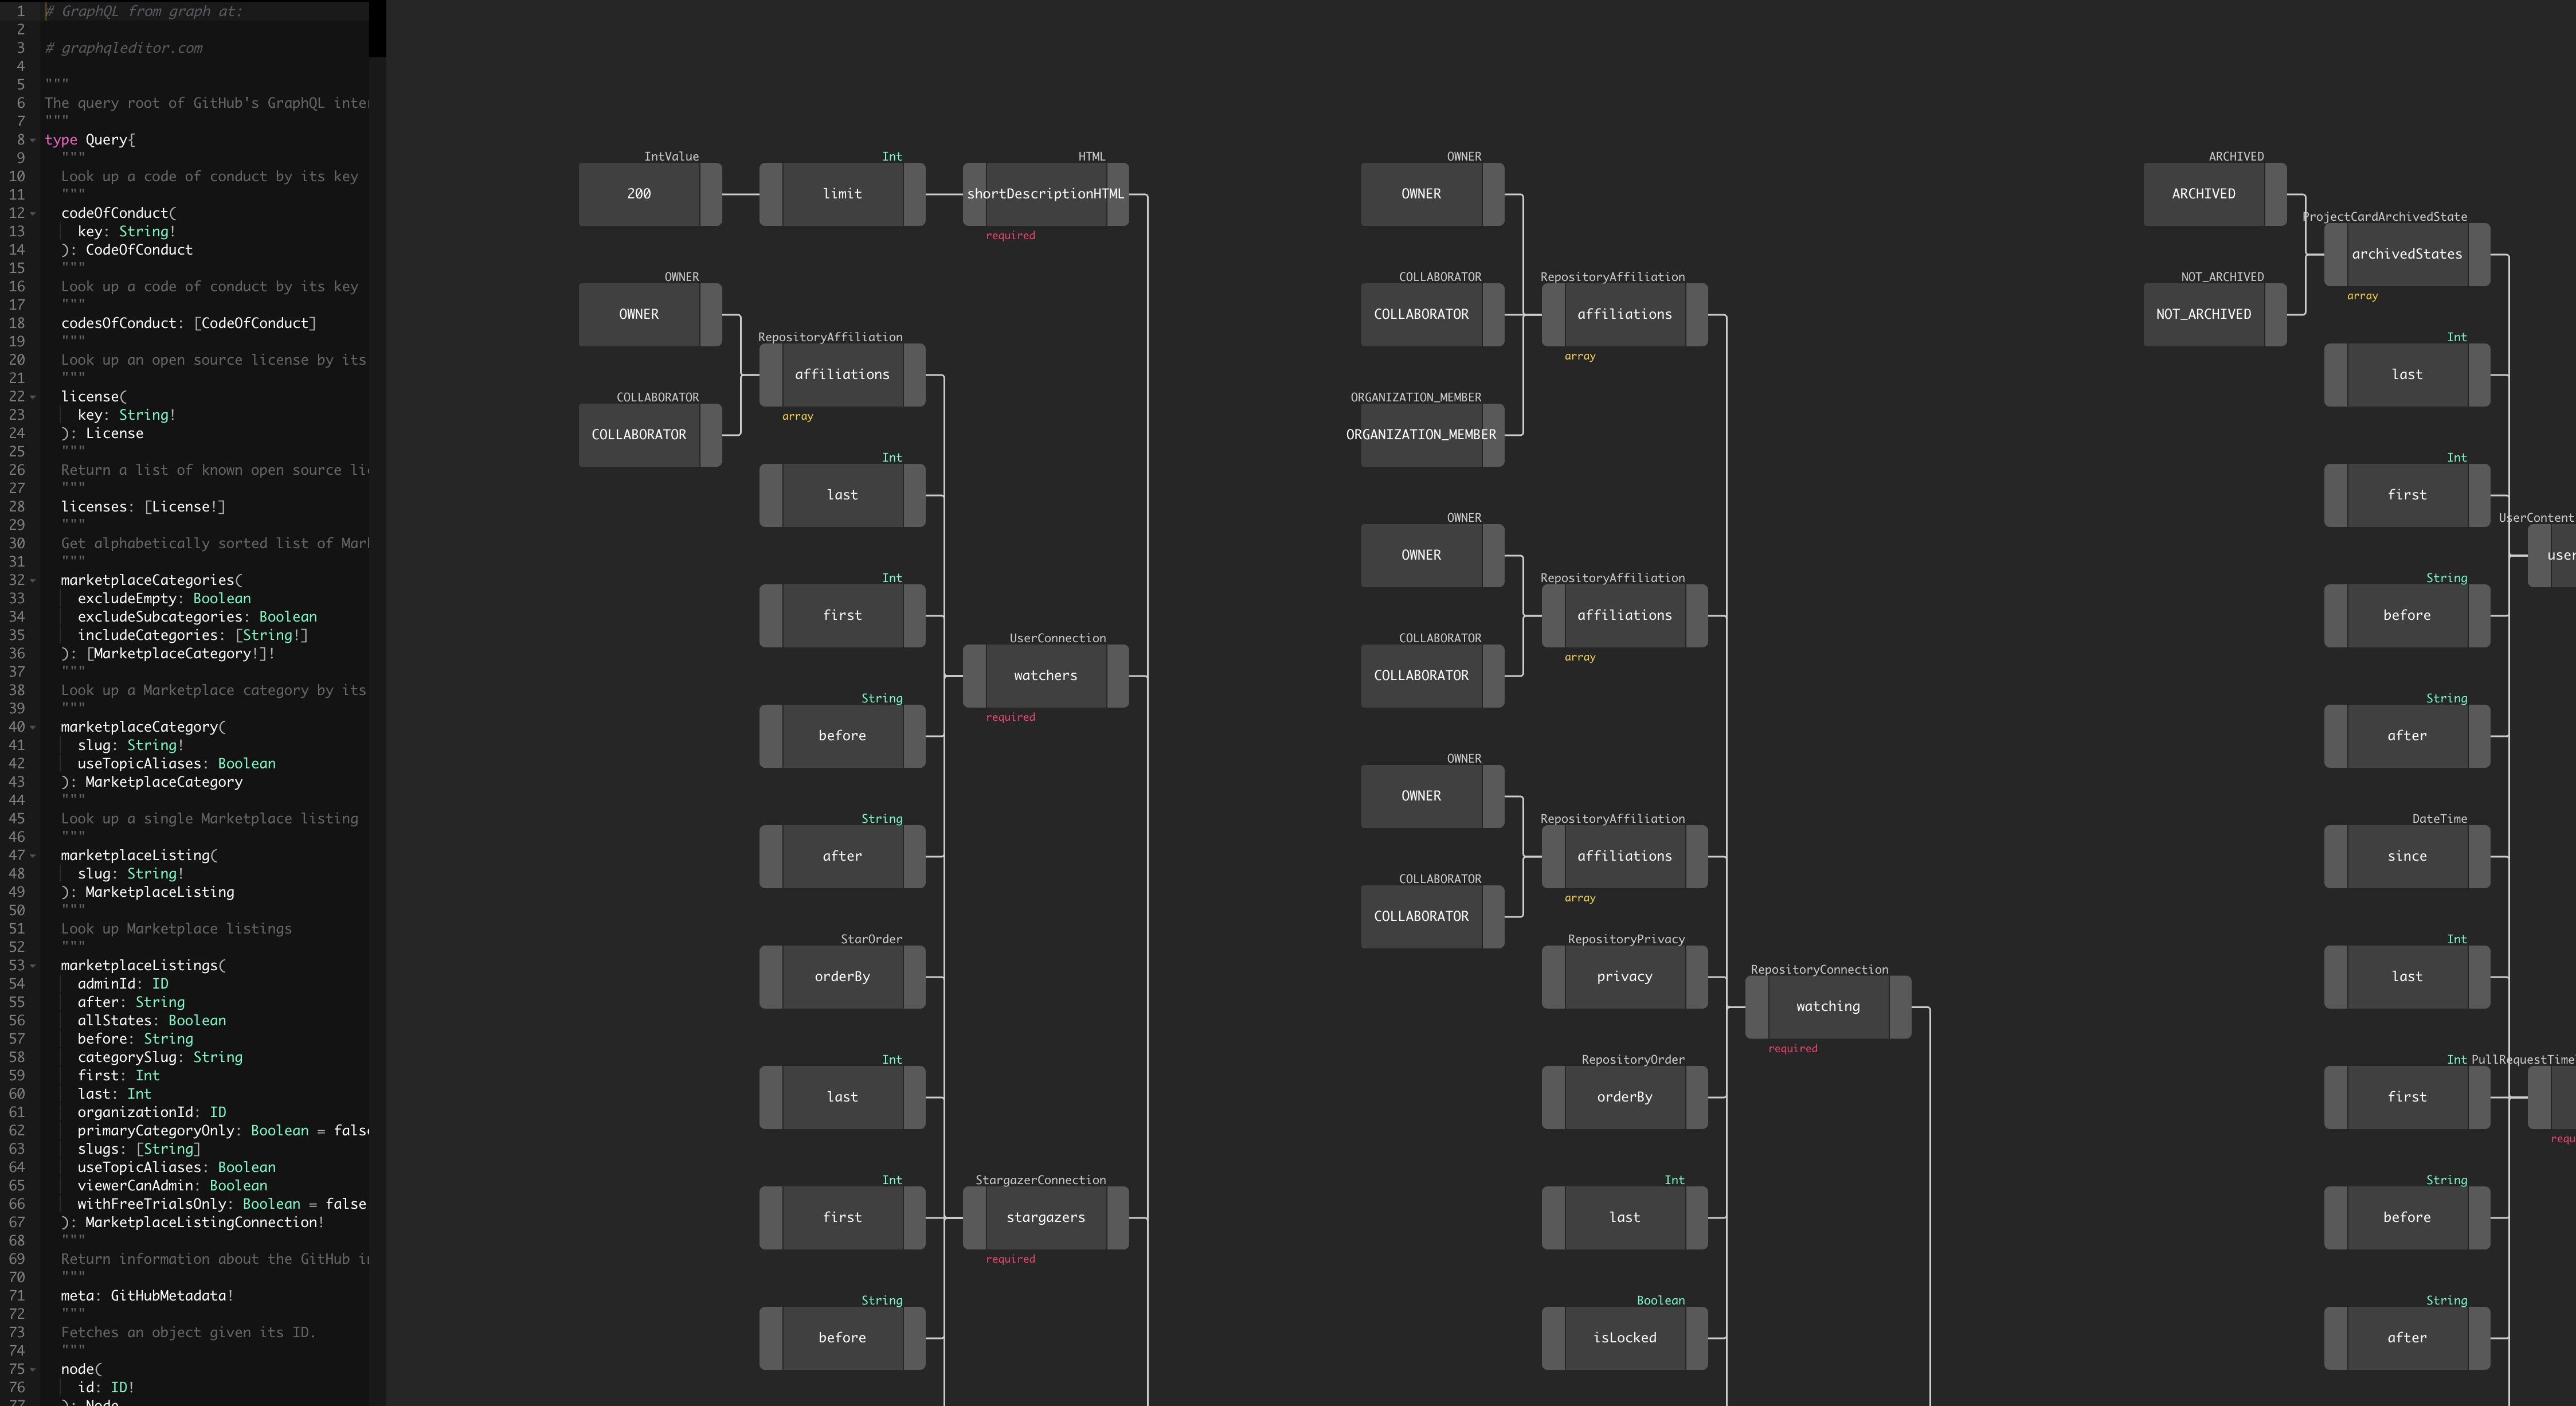 1 # GraphQL from graph at:
2
3 # graphqleditor.com
4
5 """
6 The query root of GitHub's GraphQL inter
7 """
8 type Query{
9 """
10 Look up a code of conduct by its key
11 """
12 codeOfConduct(
13 key: String!
14 ): CodeOfConduct
15 """
16 Look up a code of conduct by its key
17 """
18 codesOfConduct: [CodeOfConduct]
19 """
20 Look up an open source license by its
21 """
22 license(
23 key: String!
24 ): License
25 """
26 Return a list of known open source li
27 """
28 licenses: [License!]
29 """
30 Get alphabetically sorted list of Mar
31 """
32 marketplaceCategories(
33 excludeEmpty: Boolean
34 excludeSubcategories: Boolean
35 includeCategories: [String!]
36 ): [MarketplaceCategory!]!
37 """
38 Look up a Marketplace category by its
39 """
40 marketplaceCategory(
41 slug: String!
42 useTopicAliases: Boolean
43 ): MarketplaceCategory
44 """
45 Look up a single Marketplace listing
46 """
47 marketplaceListing(
48 slug: String!
49 ): MarketplaceListing
50 """
51 Look up Marketplace listings
52 """
53 marketplaceListings(
54 adminId: ID
55 after: String
56 allStates: Boolean
57 before: String
58 categorySlug: String
59 first: Int
60 last: Int
61 organizationId: ID
62 primaryCategoryOnly: Boolean = false
63 slugs: [String]
64 useTopicAliases: Boolean
65 viewerCanAdmin: Boolean
66 withFreeTrialsOnly: Boolean = false
67 ): MarketplaceListingConnection!
68 """
69 Return information about the GitHub i
70 """
71 meta: GitHubMetadata!
72 """
73 Fetches an object given its ID.
74 """
75 node(
76 id: ID!
77 ): Node
IntValue
200
Int
limit
HTML
shortDescriptionHTML
required
OWNER
OWNER
COLLABORATOR
COLLABORATOR
RepositoryAffiliation
affiliations
array
Int
last
Int
first
String
before
String
after
UserConnection
watchers
required
StarOrder
orderBy
Int
last
Int
first
String
before
StargazerConnection
stargazers
required
OWNER
OWNER
COLLABORATOR
COLLABORATOR
ORGANIZATION_MEMBER
ORGANIZATION_MEMBER
RepositoryAffiliation
affiliations
array
OWNER
OWNER
COLLABORATOR
COLLABORATOR
RepositoryAffiliation
affiliations
array
OWNER
OWNER
COLLABORATOR
COLLABORATOR
RepositoryAffiliation
affiliations
array
RepositoryPrivacy
privacy
RepositoryOrder
orderBy
Int
last
Boolean
isLocked
RepositoryConnection
watching
required
ARCHIVED
ARCHIVED
NOT_ARCHIVED
NOT_ARCHIVED
ProjectCardArchivedState
archivedStates
array
Int
last
Int
first
String
before
String
after
UserContent
user
DateTime
since
Int
last
Int
first
String
before
String
after
PullRequestTime
requ